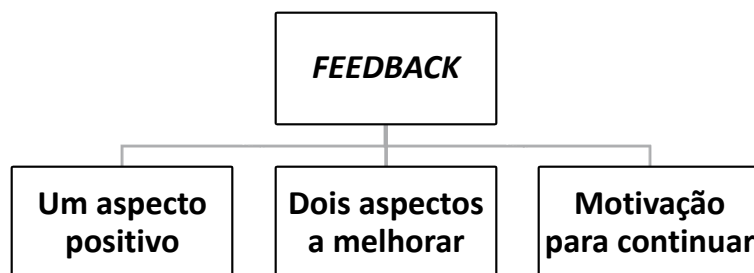 FEEDBACK
Um aspecto
positivo
Dois aspectos
a melhorar
Motivação
para continuar